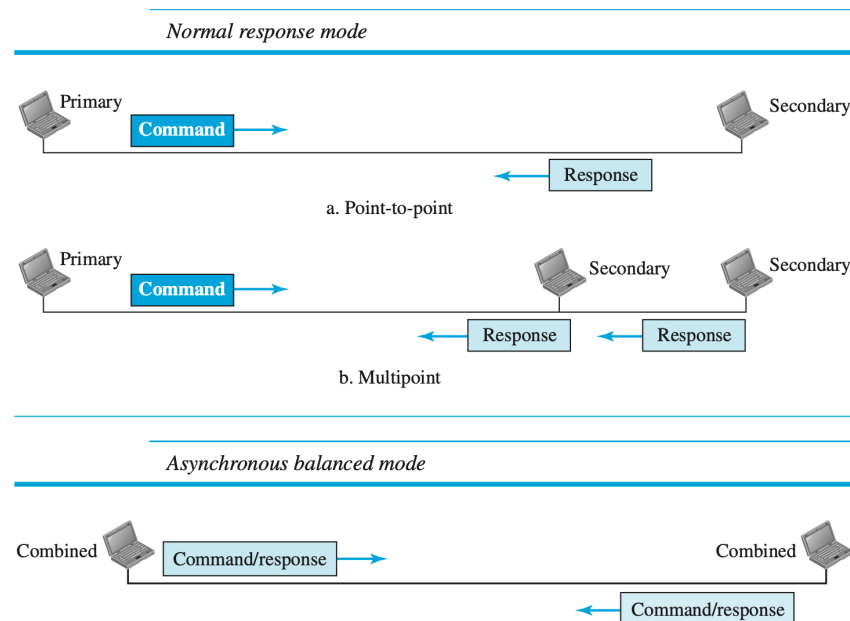 Normal response mode
Primary
Secondary
Command
Response
a. Point-to-point
Primary
Secondary
Secondary
Command
Response
Response
b. Multipoint
Asynchronous balanced mode
Combined
Command/response
Combined
Command/response